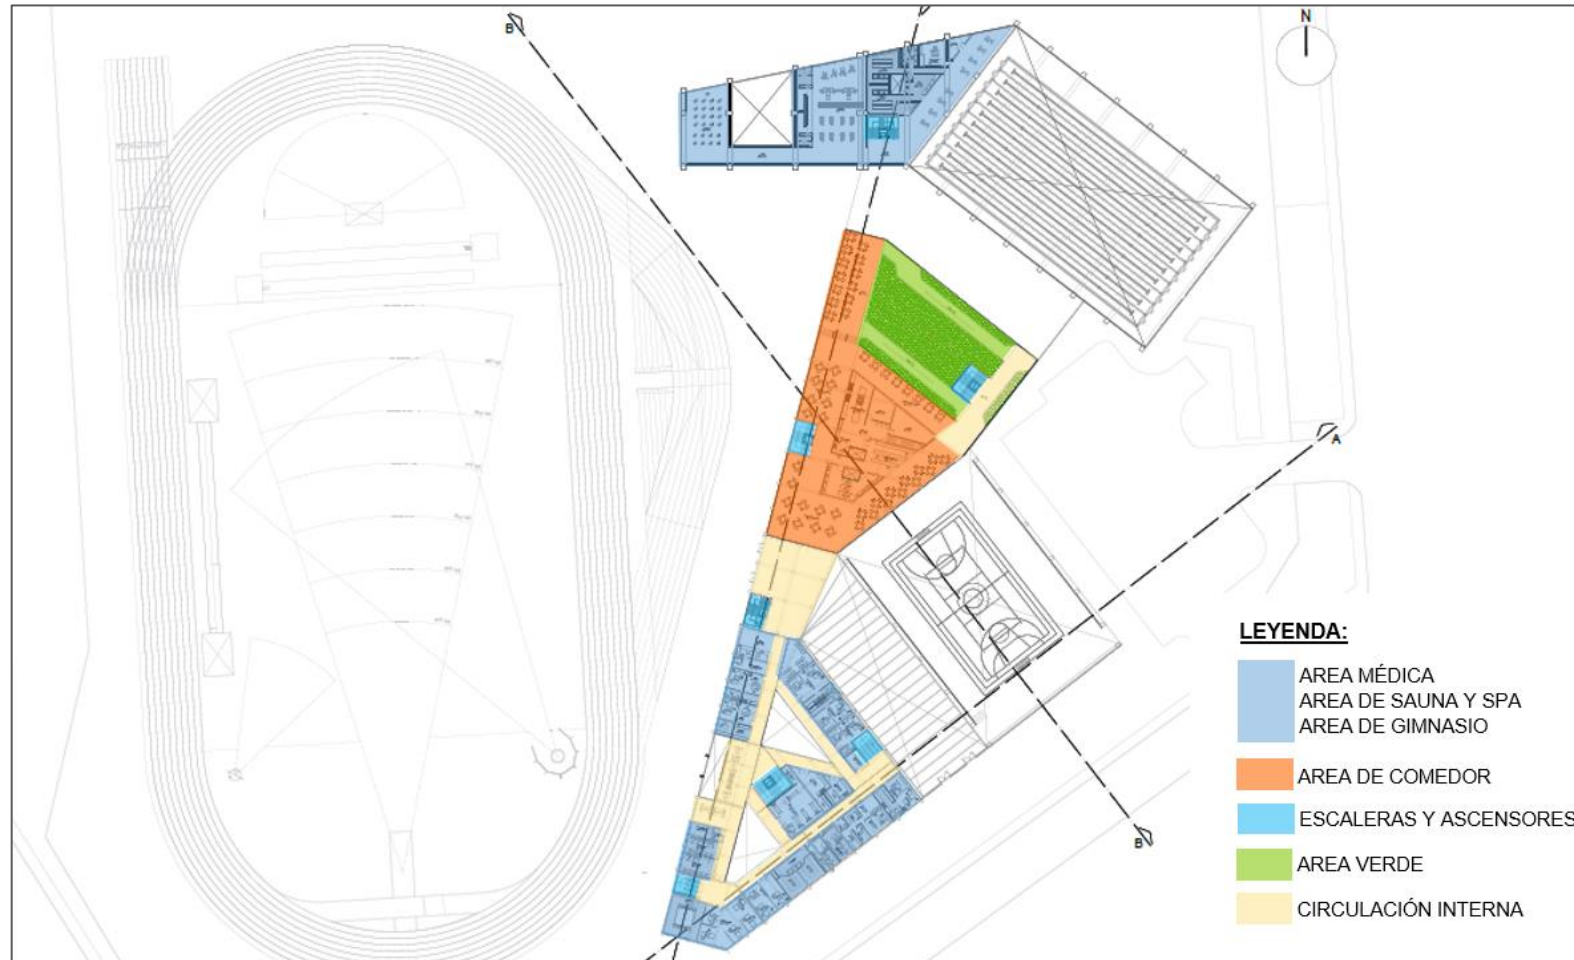 B
N
A
B
LEYENDA:
AREA MÉDICA
AREA DE SAUNA Y SPA
AREA DE GIMNASIO
AREA DE COMEDOR
ESCALERAS Y ASCENSORES
AREA VERDE
CIRCULACIÓN INTERNA